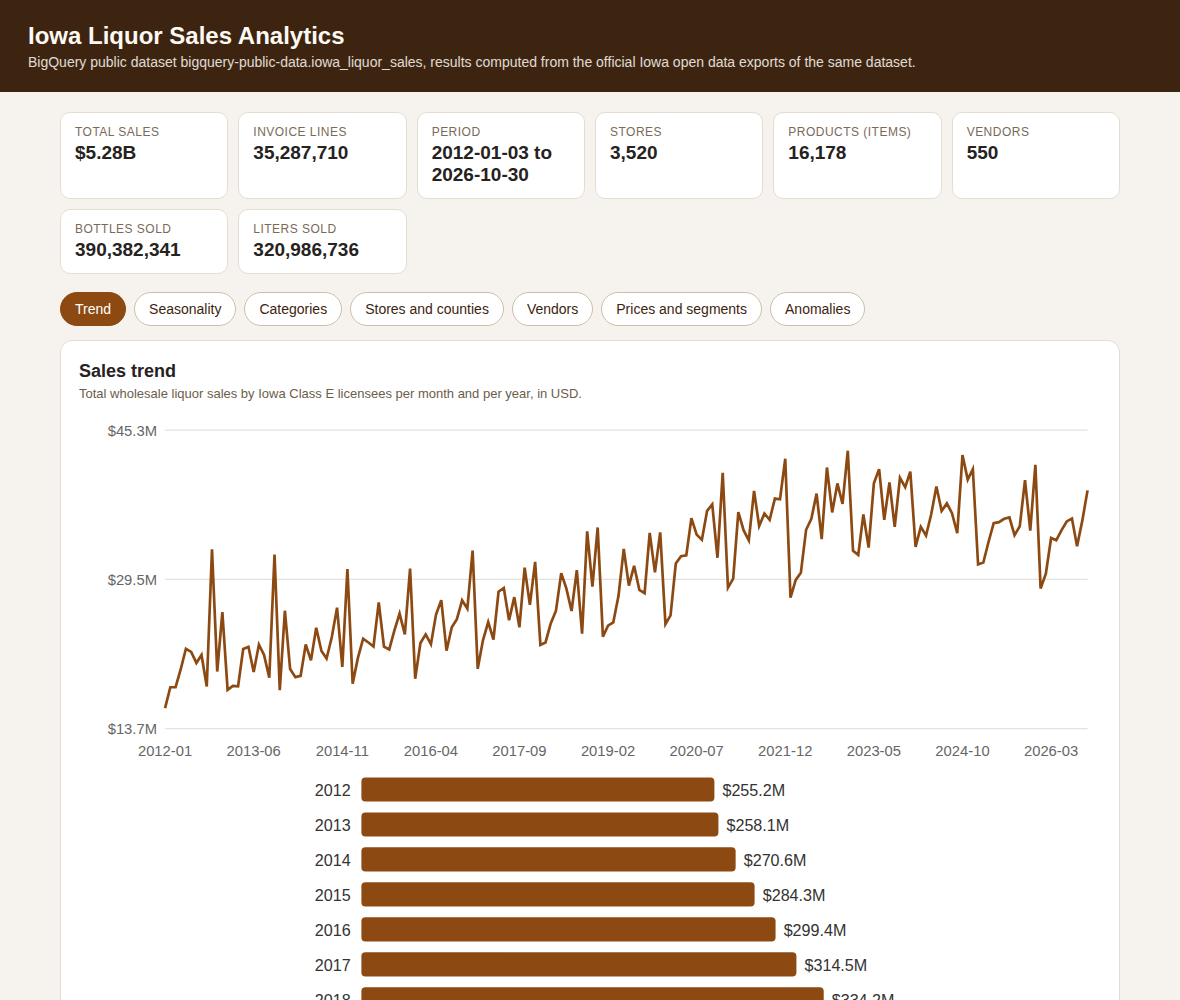 Iowa Liquor Sales Analytics
BigQuery public dataset bigquery-public-data.iowa_liquor_sales, results computed from the official Iowa open data exports of the same dataset.
TOTAL SALES
$5.28B
INVOICE LINES
35,287,710
PERIOD
2012-01-03 to
2026-10-30
STORES
3,520
PRODUCTS (ITEMS)
16,178
VENDORS
550
BOTTLES SOLD
390,382,341
LITERS SOLD
320,986,736
Trend
Seasonality
Categories
Stores and counties
Vendors
Prices and segments
Anomalies
Sales trend
Total wholesale liquor sales by Iowa Class E licensees per month and per year, in USD.
$45.3M
$29.5M
$13.7M
2012-01 2013-06 2014-11 2016-04 2017-09 2019-02 2020-07 2021-12 2023-05 2024-10 2026-03
2012 $255.2M
2013 $258.1M
2014 $270.6M
2015 $284.3M
2016 $299.4M
2017 $314.5M
2018 $334.2M